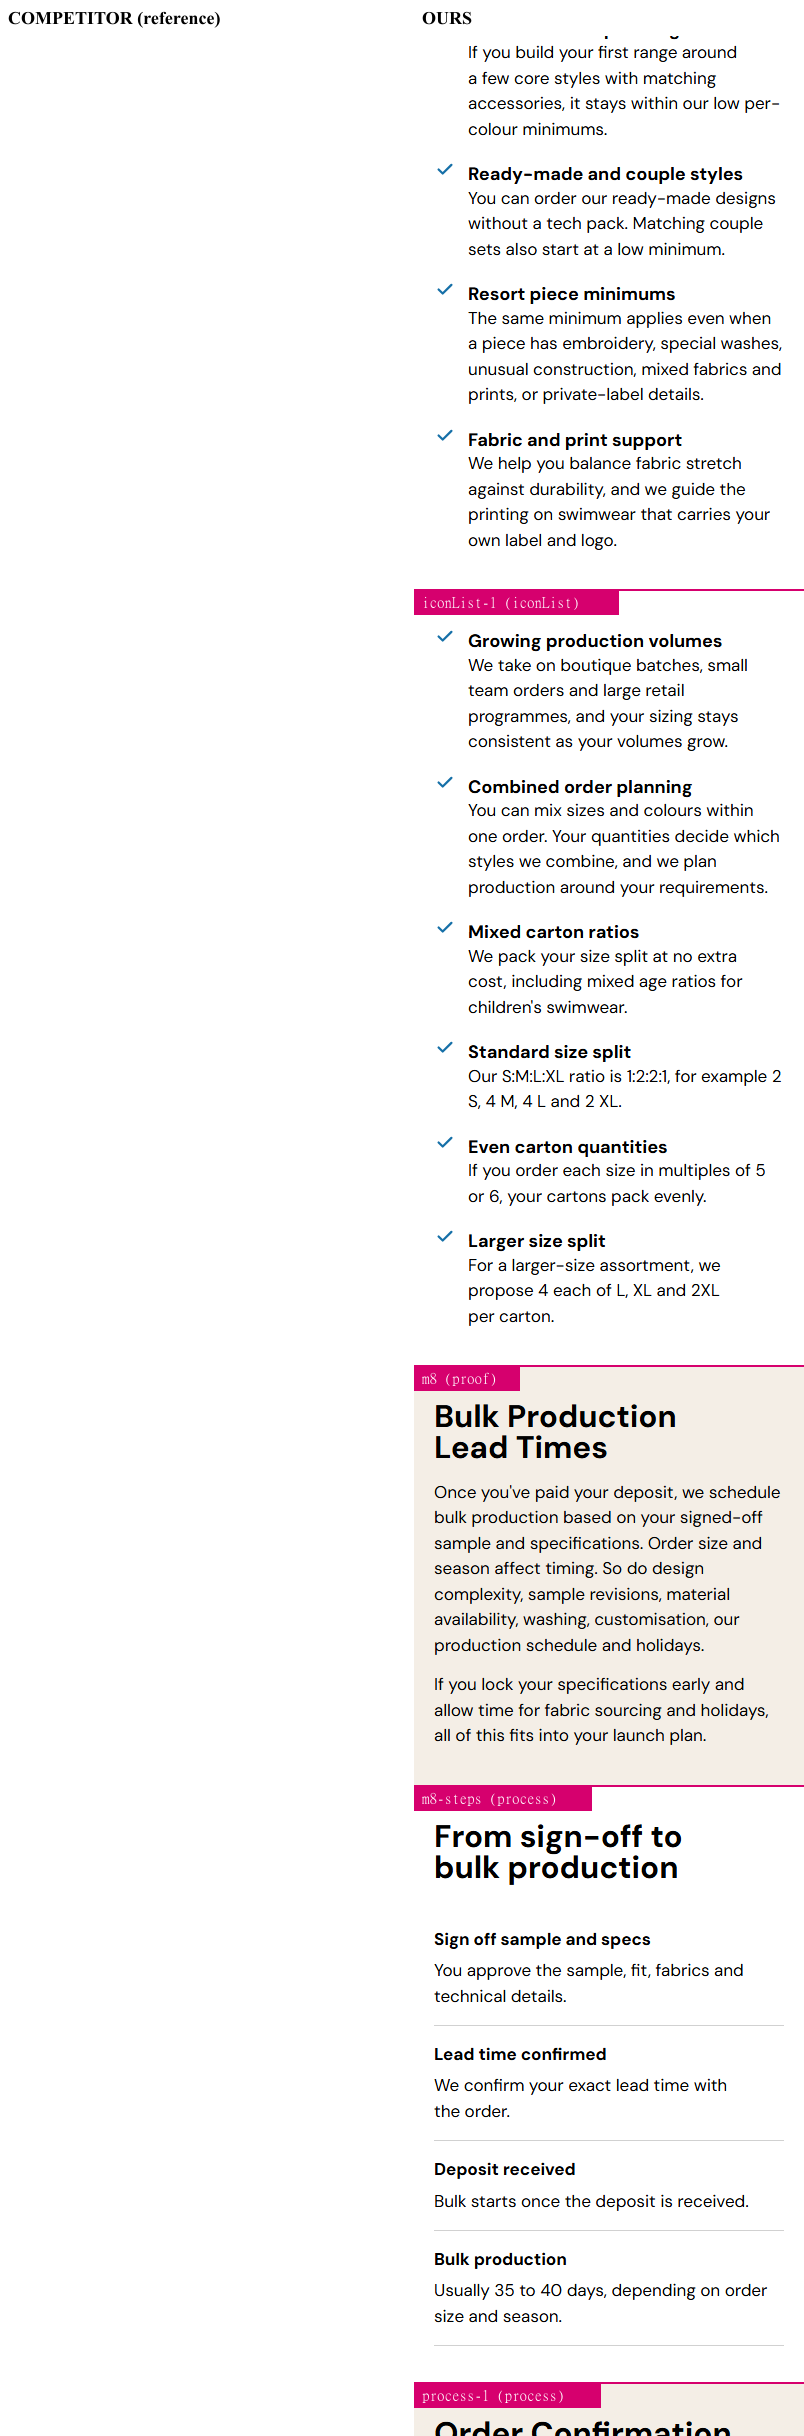 COMPETITOR (reference)
OURS
If you build your first range around
a few core styles with matching
accessories, it stays within our low per-
colour minimums.
Ready-made and couple styles
You can order our ready-made designs
without a tech pack. Matching couple
sets also start at a low minimum.
Resort piece minimums
The same minimum applies even when
a piece has embroidery, special washes,
unusual construction, mixed fabrics and
prints, or private-label details.
Fabric and print support
We help you balance fabric stretch
against durability, and we guide the
printing on swimwear that carries your
own label and logo.
iconList-1 (iconList)
Growing production volumes
We take on boutique batches, small
team orders and large retail
programmes, and your sizing stays
consistent as your volumes grow.
Combined order planning
You can mix sizes and colours within
one order. Your quantities decide which
styles we combine, and we plan
production around your requirements.
Mixed carton ratios
We pack your size split at no extra
cost, including mixed age ratios for
children's swimwear.
Standard size split
Our S:M:L:XL ratio is 1:2:2:1, for example 2
S, 4 M, 4 L and 2 XL.
Even carton quantities
If you order each size in multiples of 5
or 6, your cartons pack evenly.
Larger size split
For a larger-size assortment, we
propose 4 each of L, XL and 2XL
per carton.
m8 (proof)
Bulk Production
Lead Times
Once you've paid your deposit, we schedule
bulk production based on your signed-off
sample and specifications. Order size and
season affect timing. So do design
complexity, sample revisions, material
availability, washing, customisation, our
production schedule and holidays.
If you lock your specifications early and
allow time for fabric sourcing and holidays,
all of this fits into your launch plan.
m8-steps (process)
From sign-off to
bulk production
Sign off sample and specs
You approve the sample, fit, fabrics and
technical details.
Lead time confirmed
We confirm your exact lead time with
the order.
Deposit received
Bulk starts once the deposit is received.
Bulk production
Usually 35 to 40 days, depending on order
size and season.
process-1 (process)
Order Confirmation